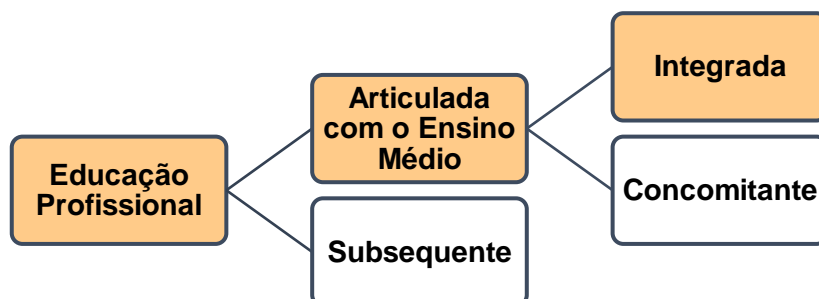 Educação
Profissional
Articulada
com o Ensino
Médio
Subsequente
Integrada
Concomitante